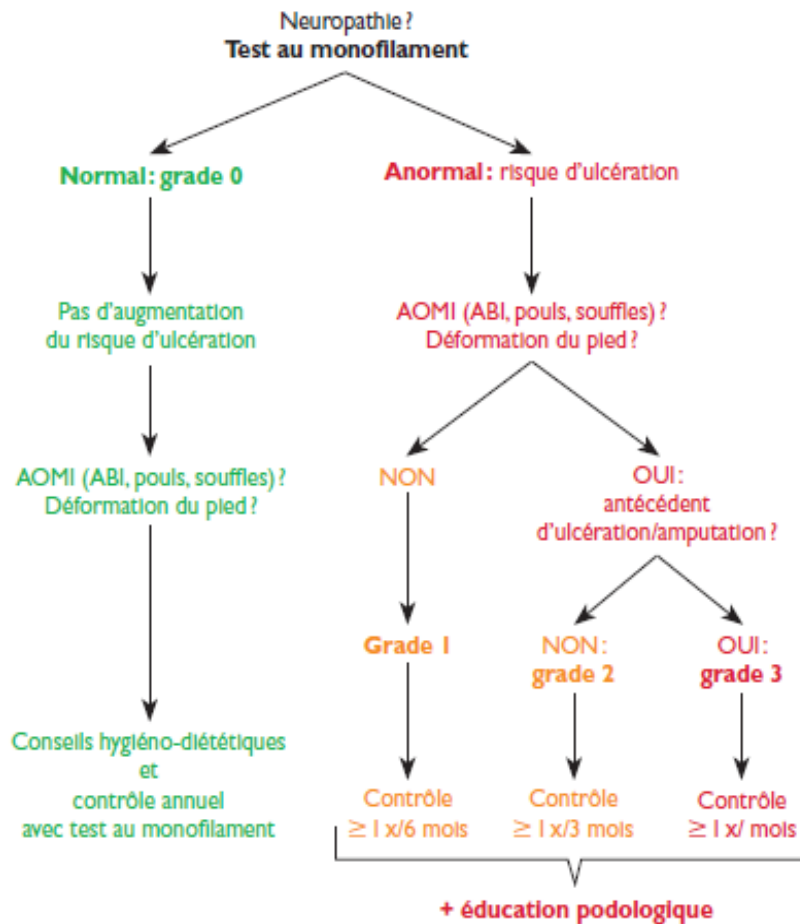 Neuropathie ?
Test au monofilament
Normal : grade 0
Anormal : risque d'ulcération
Pas d'augmentation
du risque d'ulcération
AOMI (ABI, pouls, souffles) ?
Déformation du pied ?
AOMI (ABI, pouls, souffles) ?
Déformation du pied ?
NON
OUI :
antécédent
d'ulcération/amputation ?
Grade 1
NON :
grade 2
OUI :
grade 3
Conseils hygiéno-diététiques
et
contrôle annuel
avec test au monofilament
Contrôle
≥ 1 x/6 mois
Contrôle
≥ 1 x/3 mois
Contrôle
≥ 1 x/ mois
+ éducation podologique